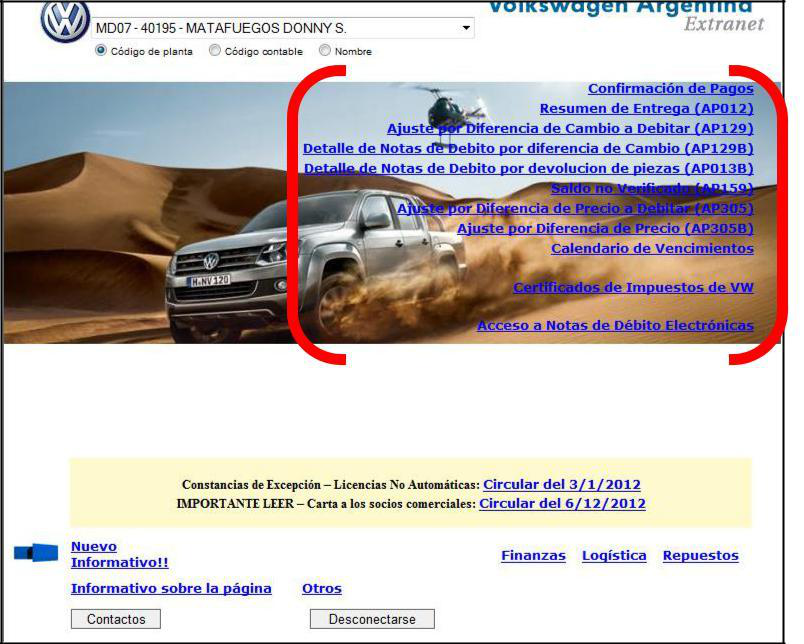 Volkswagen Argentina
Extranet
MD07 - 40195 - MATAFUEGOS DONNY S.
Código de planta Código contable Nombre
Confirmación de Pagos
Resumen de Entrega (AP012)
Ajuste por Diferencia de Cambio a Debitar (AP129)
Detalle de Notas de Debito por diferencia de Cambio (AP129B)
Detalle de Notas de Debito por devolucion de piezas (AP013B)
Saldo no Verificado (AP159)
Ajuste por Diferencia de Precio a Debitar (AP305)
Ajuste por Diferencia de Precio (AP305B)
Calendario de Vencimientos
Certificados de Impuestos de VW
Acceso a Notas de Débito Electrónicas
H·NV 120
Constancias de Excepción – Licencias No Automáticas: Circular del 3/1/2012
IMPORTANTE LEER – Carta a los socios comerciales: Circular del 6/12/2012
Nuevo
Informativo!!
Finanzas Logística Repuestos
Informativo sobre la página Otros
Contactos Desconectarse